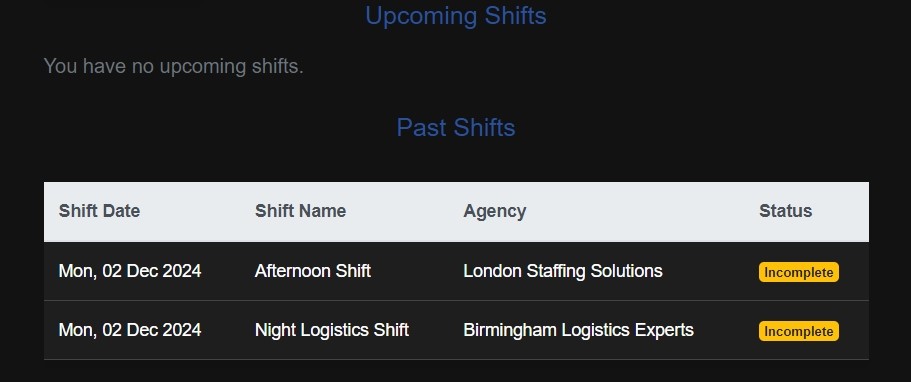 Upcoming Shifts
You have no upcoming shifts.
Past Shifts
Shift Date Shift Name Agency Status
Mon, 02 Dec 2024 Afternoon Shift London Staffing Solutions Incomplete
Mon, 02 Dec 2024 Night Logistics Shift Birmingham Logistics Experts Incomplete